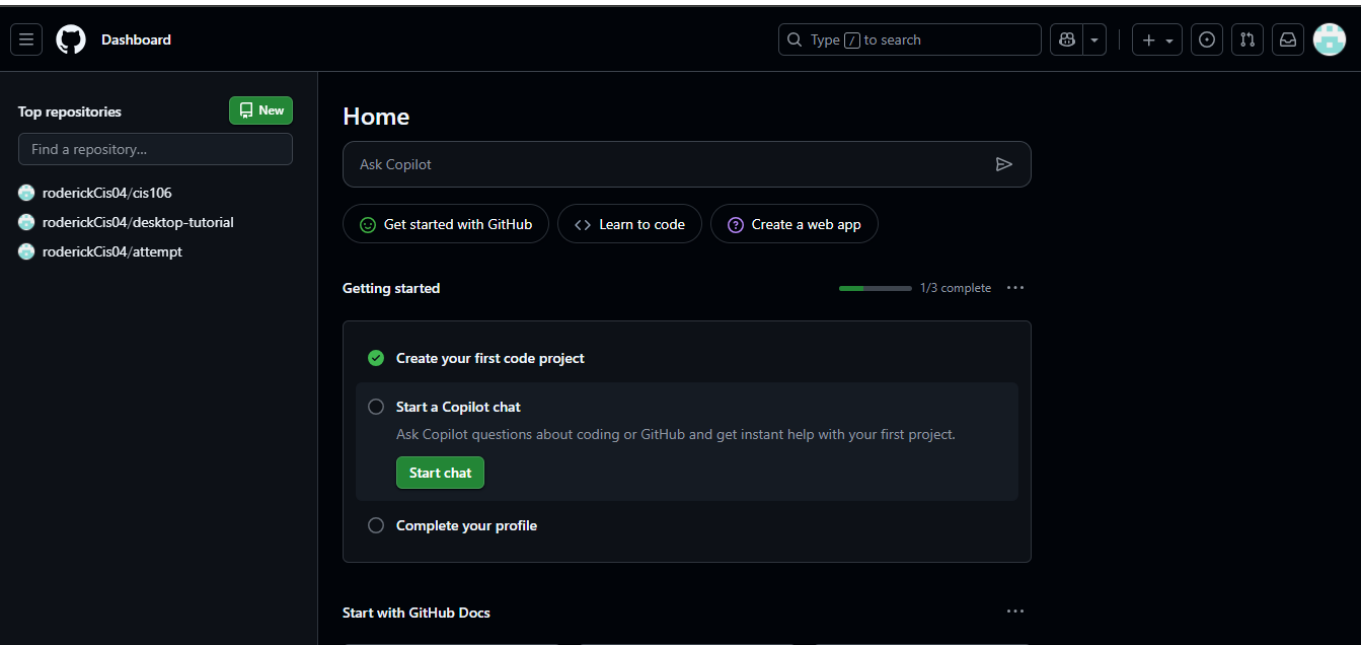 Dashboard
Type / to search
Top repositories
New
Find a repository...
roderickCis04/cis106
roderickCis04/desktop-tutorial
roderickCis04/attempt
Home
Ask Copilot
Get started with GitHub
Learn to code
Create a web app
Getting started
1/3 complete
Create your first code project
Start a Copilot chat
Ask Copilot questions about coding or GitHub and get instant help with your first project.
Start chat
Complete your profile
Start with GitHub Docs